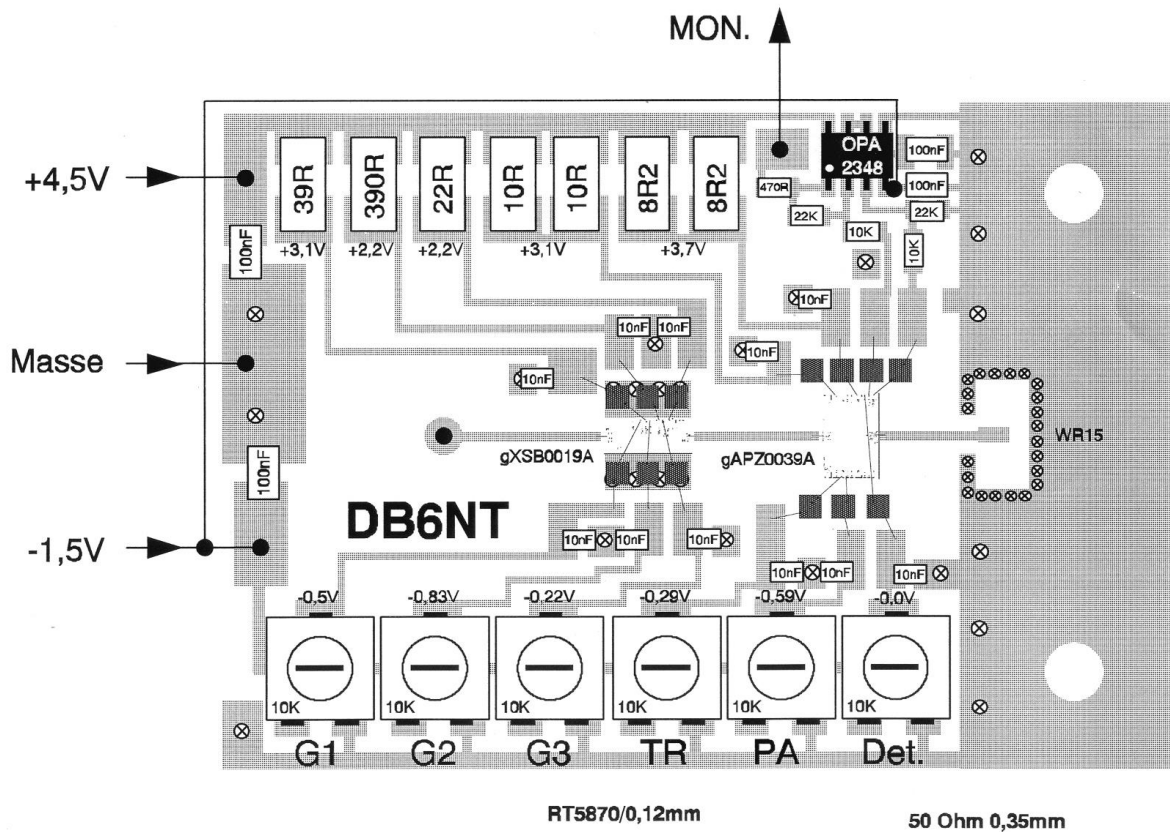 MON.
+4,5V
39R
390R
22R
10R
10R
8R2
8R2
OPA
2348
100nF
470R
100nF
22K
22K
10K
10K
+3,1V
+2,2V
+2,2V
+3,1V
+3,7V
100nF
10nF
10nF
10nF
Masse
10nF
10nF
gXSB0019A
gAPZ0039A
WR15
100nF
DB6NT
-1,5V
10nF
10nF
10nF
10nF
10nF
10nF
-0,5V
-0,83V
-0,22V
-0,29V
-0,59V
-0,0V
10K
10K
10K
10K
10K
10K
G1
G2
G3
TR
PA
Det.
RT5870/0,12mm
50 Ohm 0,35mm